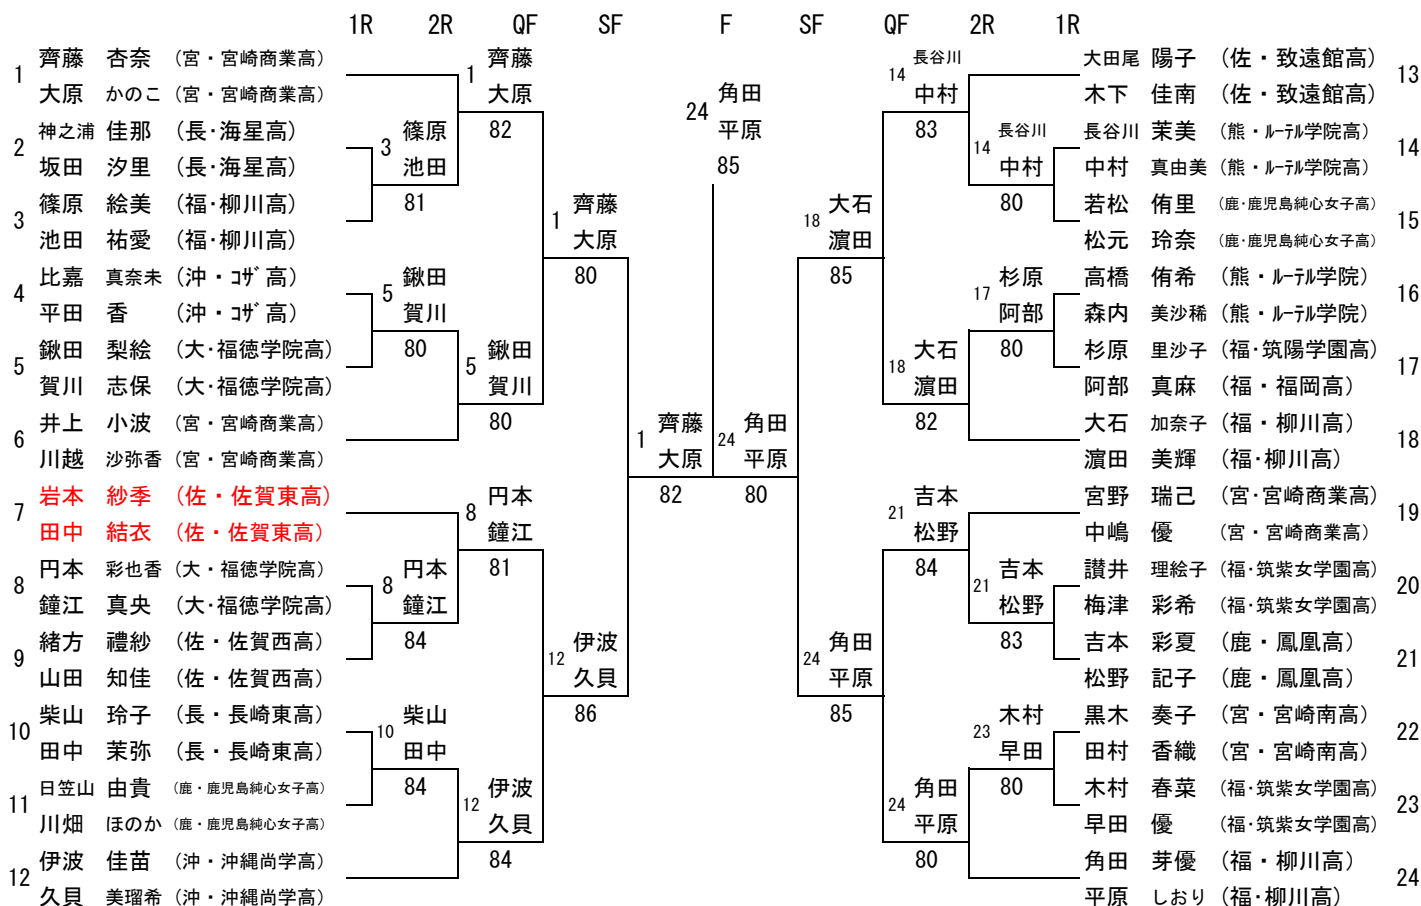 1R 2R QF SF F SF QF 2R 1R
1 齊藤 杏奈 (宮・宮崎商業高)
大原 かのこ (宮・宮崎商業高)
2 神之浦 佳那 (長・海星高)
坂田 汐里 (長・海星高)
3 篠原 絵美 (福・柳川高)
池田 祐愛 (福・柳川高)
4 比嘉 真奈未 (沖・コザ高)
平田 香 (沖・コザ高)
5 鍬田 梨絵 (大・福徳学院高)
賀川 志保 (大・福徳学院高)
6 井上 小波 (宮・宮崎商業高)
川越 沙弥香 (宮・宮崎商業高)
7 岩本 紗季 (佐・佐賀東高)
田中 結衣 (佐・佐賀東高)
8 円本 彩也香 (大・福徳学院高)
鐘江 真央 (大・福徳学院高)
9 緒方 禮紗 (佐・佐賀西高)
山田 知佳 (佐・佐賀西高)
10 柴山 玲子 (長・長崎東高)
田中 茉弥 (長・長崎東高)
11 日笠山 由貴 (鹿・鹿児島純心女子高)
川畑 ほのか (鹿・鹿児島純心女子高)
12 伊波 佳苗 (沖・沖縄尚学高)
久貝 美瑠希 (沖・沖縄尚学高)
3 篠原
池田
81
5 鍬田
賀川
80
8 円本
鐘江
84
10 柴山
田中
84
1 齊藤
大原
82
5 鍬田
賀川
80
8 円本
鐘江
81
12 伊波
久貝
84
1 齊藤
大原
80
12 伊波
久貝
86
1 齊藤
大原
82
24 角田
平原
85
24 角田
平原
80
18 大石
濵田
85
24 角田
平原
85
14 長谷川
中村
83
18 大石
濵田
82
21 吉本
松野
84
24 角田
平原
80
14 長谷川
中村
80
17 杉原
阿部
80
21 吉本
松野
83
23 木村
早田
80
大田尾 陽子 (佐・致遠館高) 13
木下 佳南 (佐・致遠館高)
長谷川 茉美 (熊・ルーテル学院高) 14
中村 真由美 (熊・ルーテル学院高)
若松 侑里 (鹿・鹿児島純心女子高) 15
松元 玲奈 (鹿・鹿児島純心女子高)
高橋 侑希 (熊・ルーテル学院) 16
森内 美沙稀 (熊・ルーテル学院)
杉原 里沙子 (福・筑陽学園高) 17
阿部 真麻 (福・福岡高)
大石 加奈子 (福・柳川高) 18
濵田 美輝 (福・柳川高)
宮野 瑞己 (宮・宮崎商業高) 19
中嶋 優 (宮・宮崎商業高)
讃井 理絵子 (福・筑紫女学園高) 20
梅津 彩希 (福・筑紫女学園高)
吉本 彩夏 (鹿・鳳凰高) 21
松野 記子 (鹿・鳳凰高)
黒木 奏子 (宮・宮崎南高) 22
田村 香織 (宮・宮崎南高)
木村 春菜 (福・筑紫女学園高) 23
早田 優 (福・筑紫女学園高)
角田 芽優 (福・柳川高) 24
平原 しおり (福・柳川高)